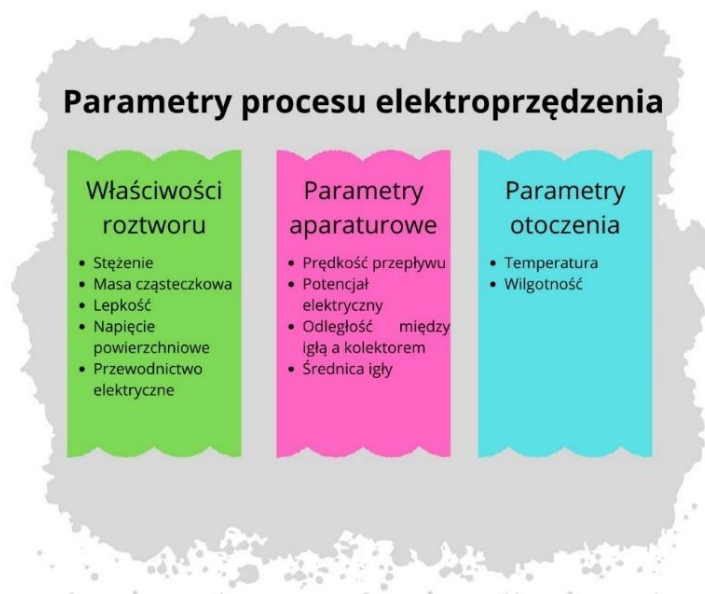 Parametry procesu elektroprzędzenia
Właściwości
roztworu
• Stężenie
• Masa cząsteczkowa
• Lepkość
• Napięcie
powierzchniowe
• Przewodnictwo
elektryczne
Parametry
aparaturowe
• Prędkość przepływu
• Potencjał
elektryczny
• Odległość między
igłą a kolektorem
• Średnica igły
Parametry
otoczenia
• Temperatura
• Wilgotność